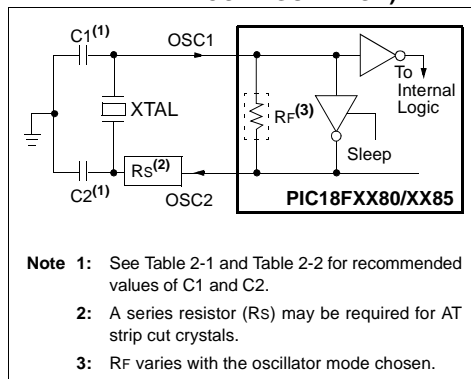 C1(1)
OSC1
To
Internal
Logic
XTAL
RF(3)
Sleep
C2(1)
RS(2)
OSC2
PIC18FXX80/XX85
Note 1: See Table 2-1 and Table 2-2 for recommended
values of C1 and C2.
2: A series resistor (RS) may be required for AT
strip cut crystals.
3: RF varies with the oscillator mode chosen.